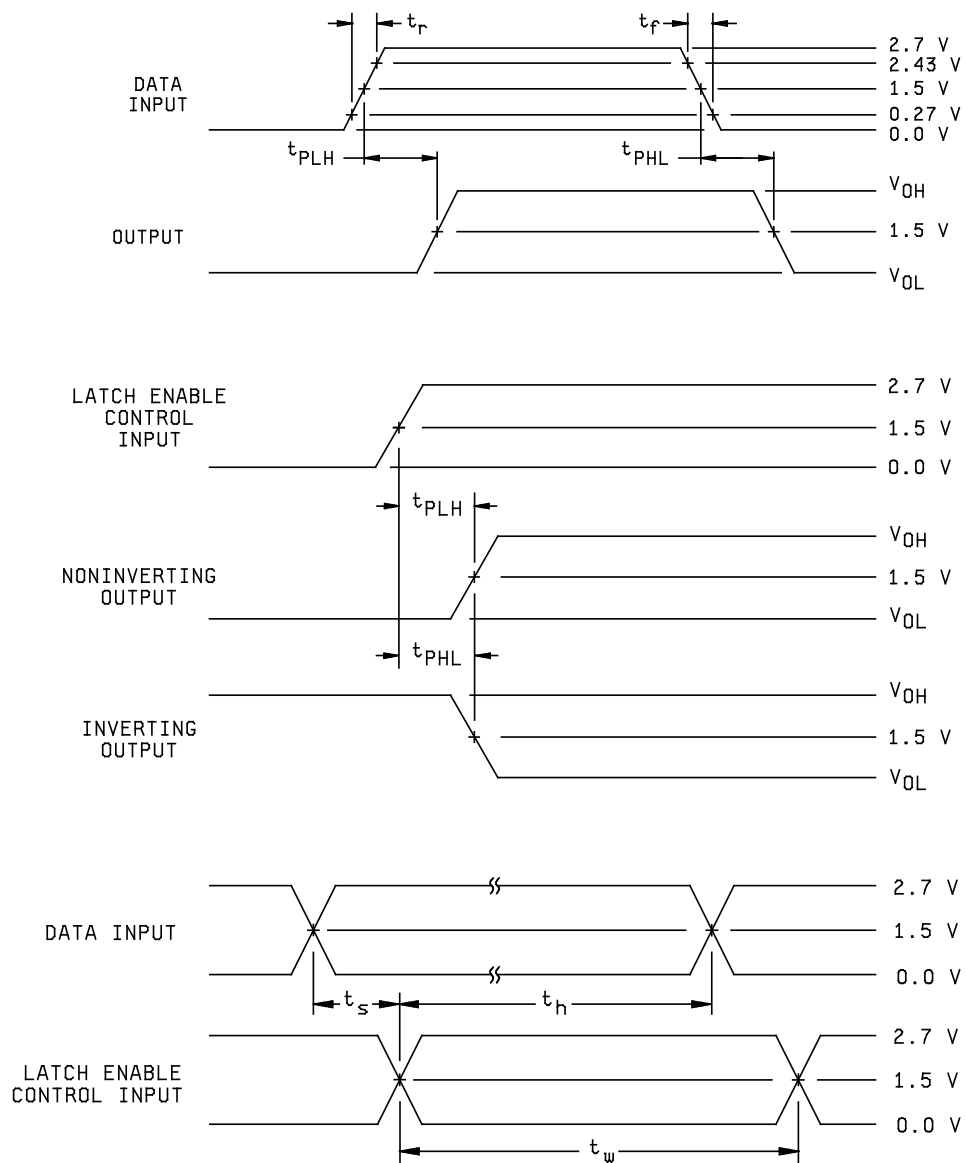 t_r t_f
2.7 V
2.43 V
DATA
INPUT
1.5 V
0.27 V
0.0 V
t_PLH t_PHL
V_OH
OUTPUT
1.5 V
V_OL
LATCH ENABLE
CONTROL
INPUT
2.7 V
1.5 V
0.0 V
t_PLH
V_OH
NONINVERTING
OUTPUT
1.5 V
V_OL
t_PHL
V_OH
INVERTING
OUTPUT
1.5 V
V_OL
2.7 V
DATA INPUT
1.5 V
0.0 V
t_s t_h
2.7 V
LATCH ENABLE
CONTROL INPUT
1.5 V
0.0 V
t_w